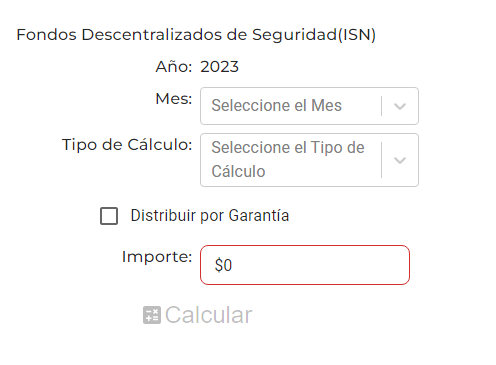 Fondos Descentralizados de Seguridad(ISN)
Año: 2023
Mes: Seleccione el Mes
Tipo de Cálculo: Seleccione el Tipo de
Cálculo
Distribuir por Garantía
Importe: $0
Calcular